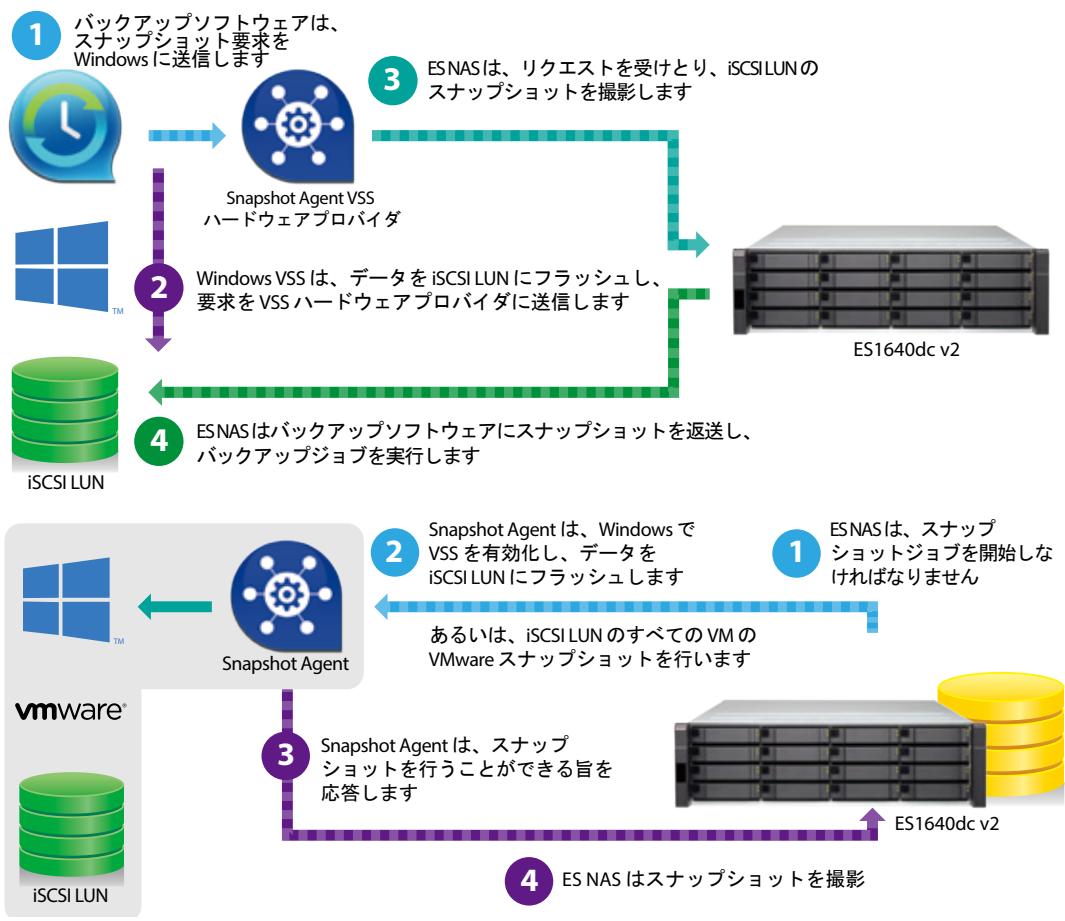 1
バックアップソフトウェアは、
スナップショット要求を
Windows に送信します
3
ES NAS は、リクエストを受けとり、iSCSI LUN の
スナップショットを撮影します
Snapshot Agent VSS
ハードウェアプロバイダ
TM
2
Windows VSS は、データを iSCSI LUN にフラッシュし、
要求を VSS ハードウェアプロバイダに送信します
ES1640dc v2
4
ES NAS はバックアップソフトウェアにスナップショットを返送し、
バックアップジョブを実行します
iSCSI LUN
1
ES NAS は、スナップ
ショットジョブを開始しな
ければなりません
2
Snapshot Agent は、Windows で
VSS を有効化し、データを
iSCSI LUN にフラッシュします
あるいは、iSCSI LUN のすべての VM の
VMware スナップショットを行います
TM
Snapshot Agent
vmware®
3
Snapshot Agent は、スナップ
ショットを行うことができる旨を
応答します
ES1640dc v2
iSCSI LUN
4
ES NAS はスナップショットを撮影